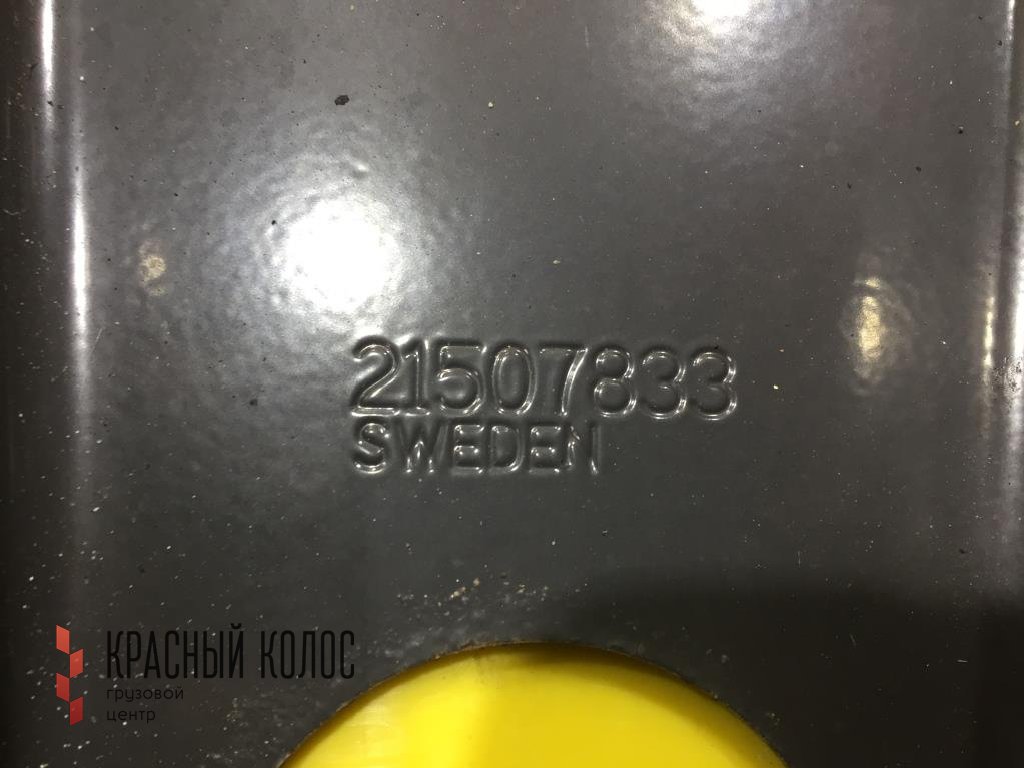 21507833
SWEDEN
КРАСНЫЙ КОЛОС
грузовой
центр